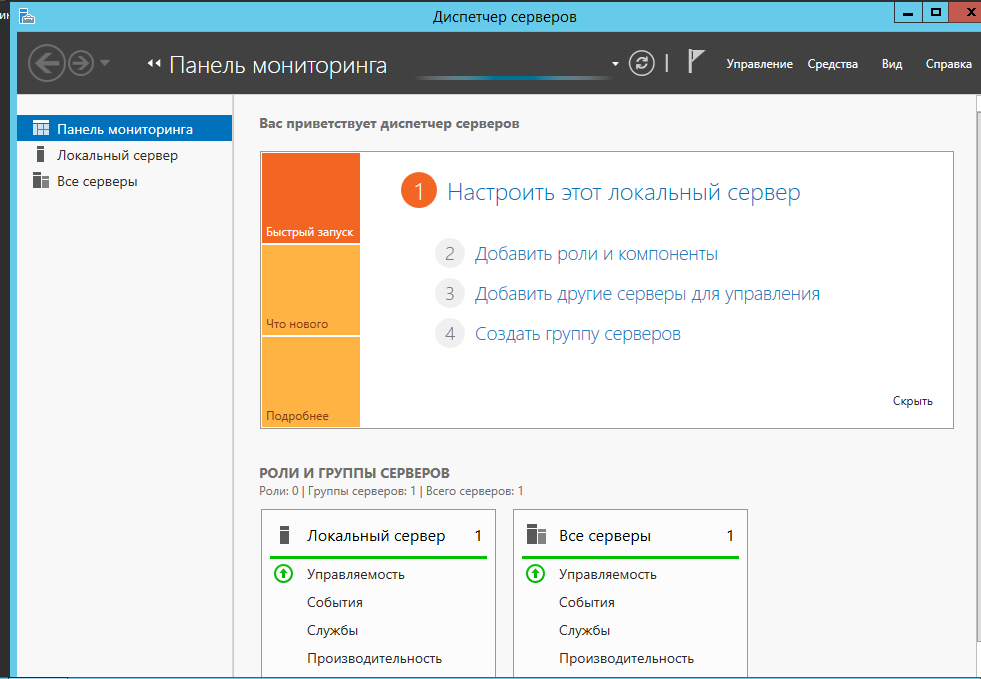 Диспетчер серверов
Панель мониторинга
Управление Средства Вид Справка
Панель мониторинга
Локальный сервер
Все серверы
Вас приветствует диспетчер серверов
Быстрый запуск
Что нового
Подробнее
1 Настроить этот локальный сервер
2 Добавить роли и компоненты
3 Добавить другие серверы для управления
4 Создать группу серверов
Скрыть
РОЛИ И ГРУППЫ СЕРВЕРОВ
Роли: 0 | Группы серверов: 1 | Всего серверов: 1
Локальный сервер 1
Управляемость
События
Службы
Производительность
Все серверы 1
Управляемость
События
Службы
Производительность